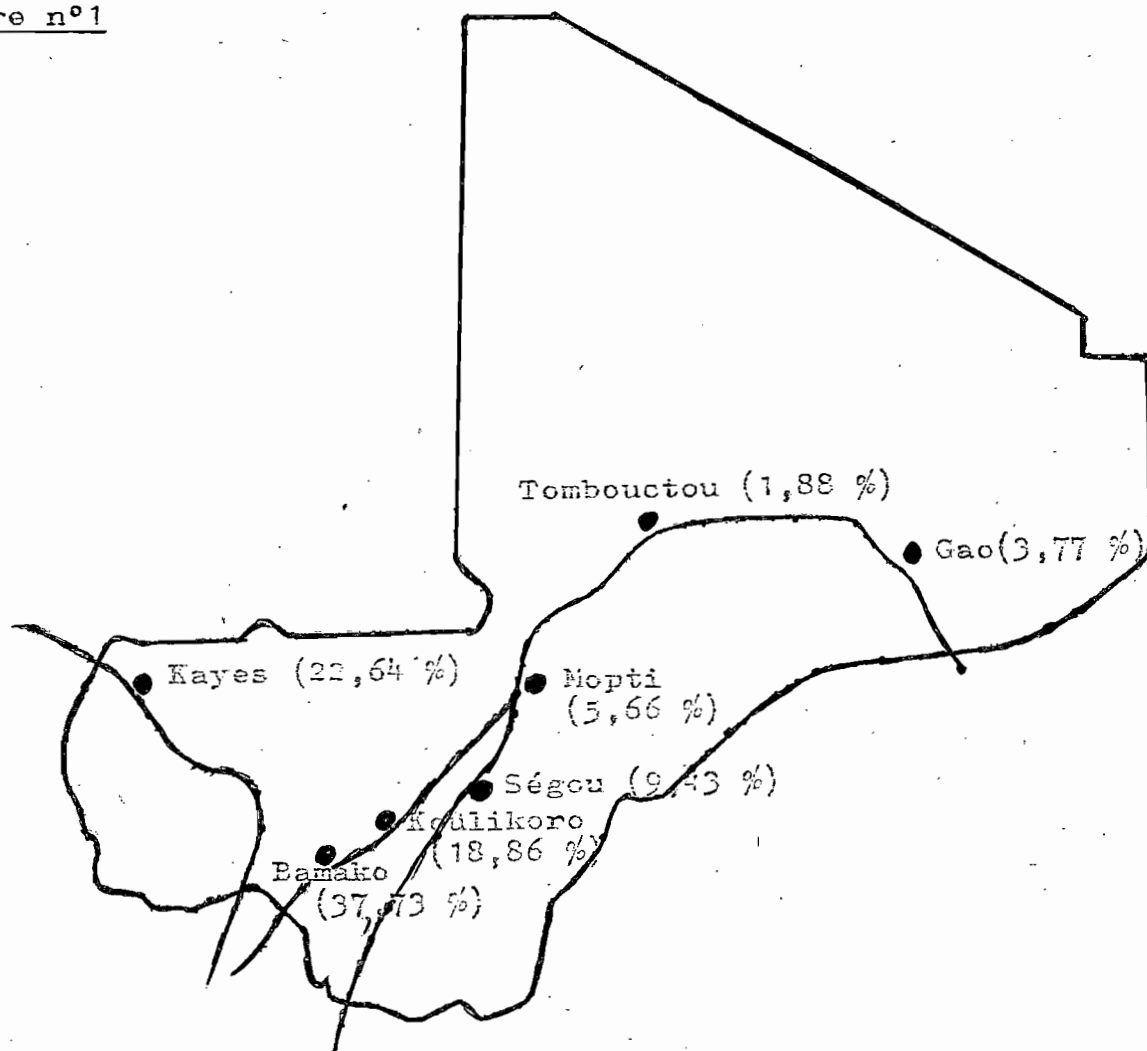 re n°1
Tombouctou (1,88 %)
Gao(3,77 %)
Kayes (22,64 %)
Mopti
(5,66 %)
Ségou (9,43 %)
Koulikoro
(18,86 %)
Bamako
(37,73 %)